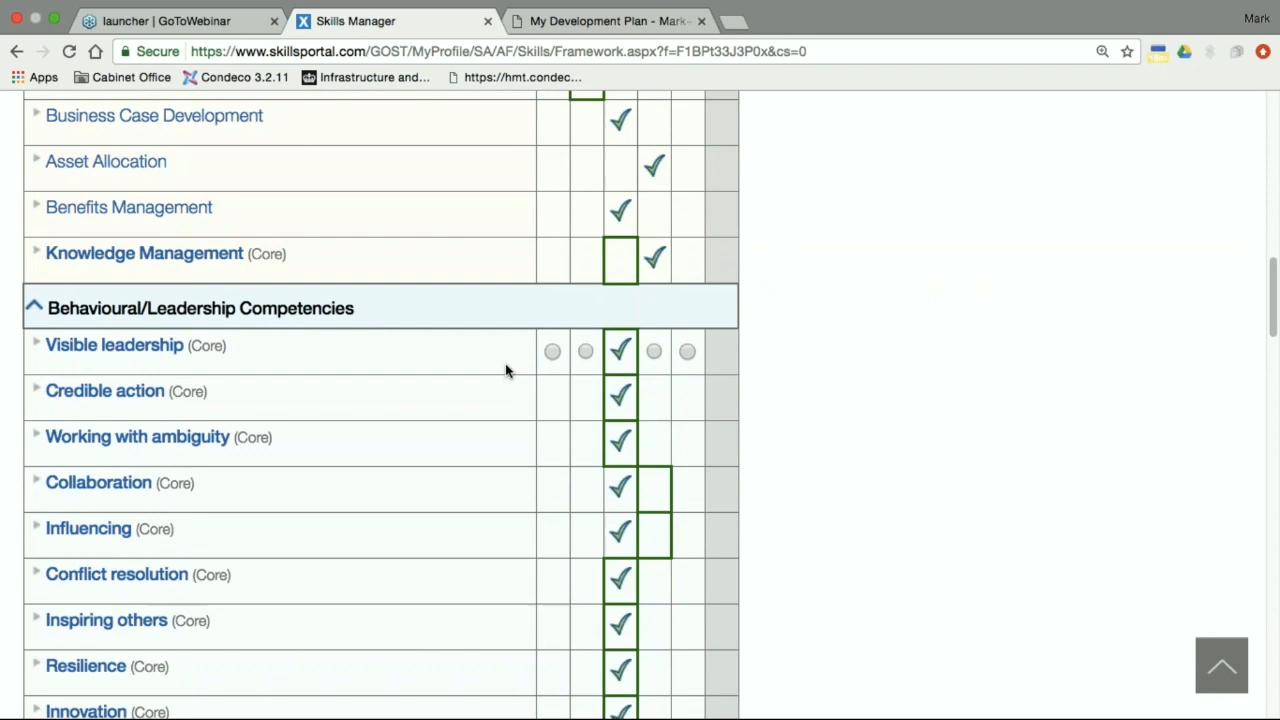 launcher | GoToWebinar
Skills Manager
My Development Plan - Mark-
Mark
Secure https://www.skillsportal.com/GOST/MyProfile/SA/AF/Skills/Framework.aspx?f=F1BPt33J3P0x&cs=0
Apps Cabinet Office Condeco 3.2.11 Infrastructure and... https://hmt.condec...
Business Case Development
Asset Allocation
Benefits Management
Knowledge Management (Core)
Behavioural/Leadership Competencies
Visible leadership (Core)
Credible action (Core)
Working with ambiguity (Core)
Collaboration (Core)
Influencing (Core)
Conflict resolution (Core)
Inspiring others (Core)
Resilience (Core)
Innovation (Core)